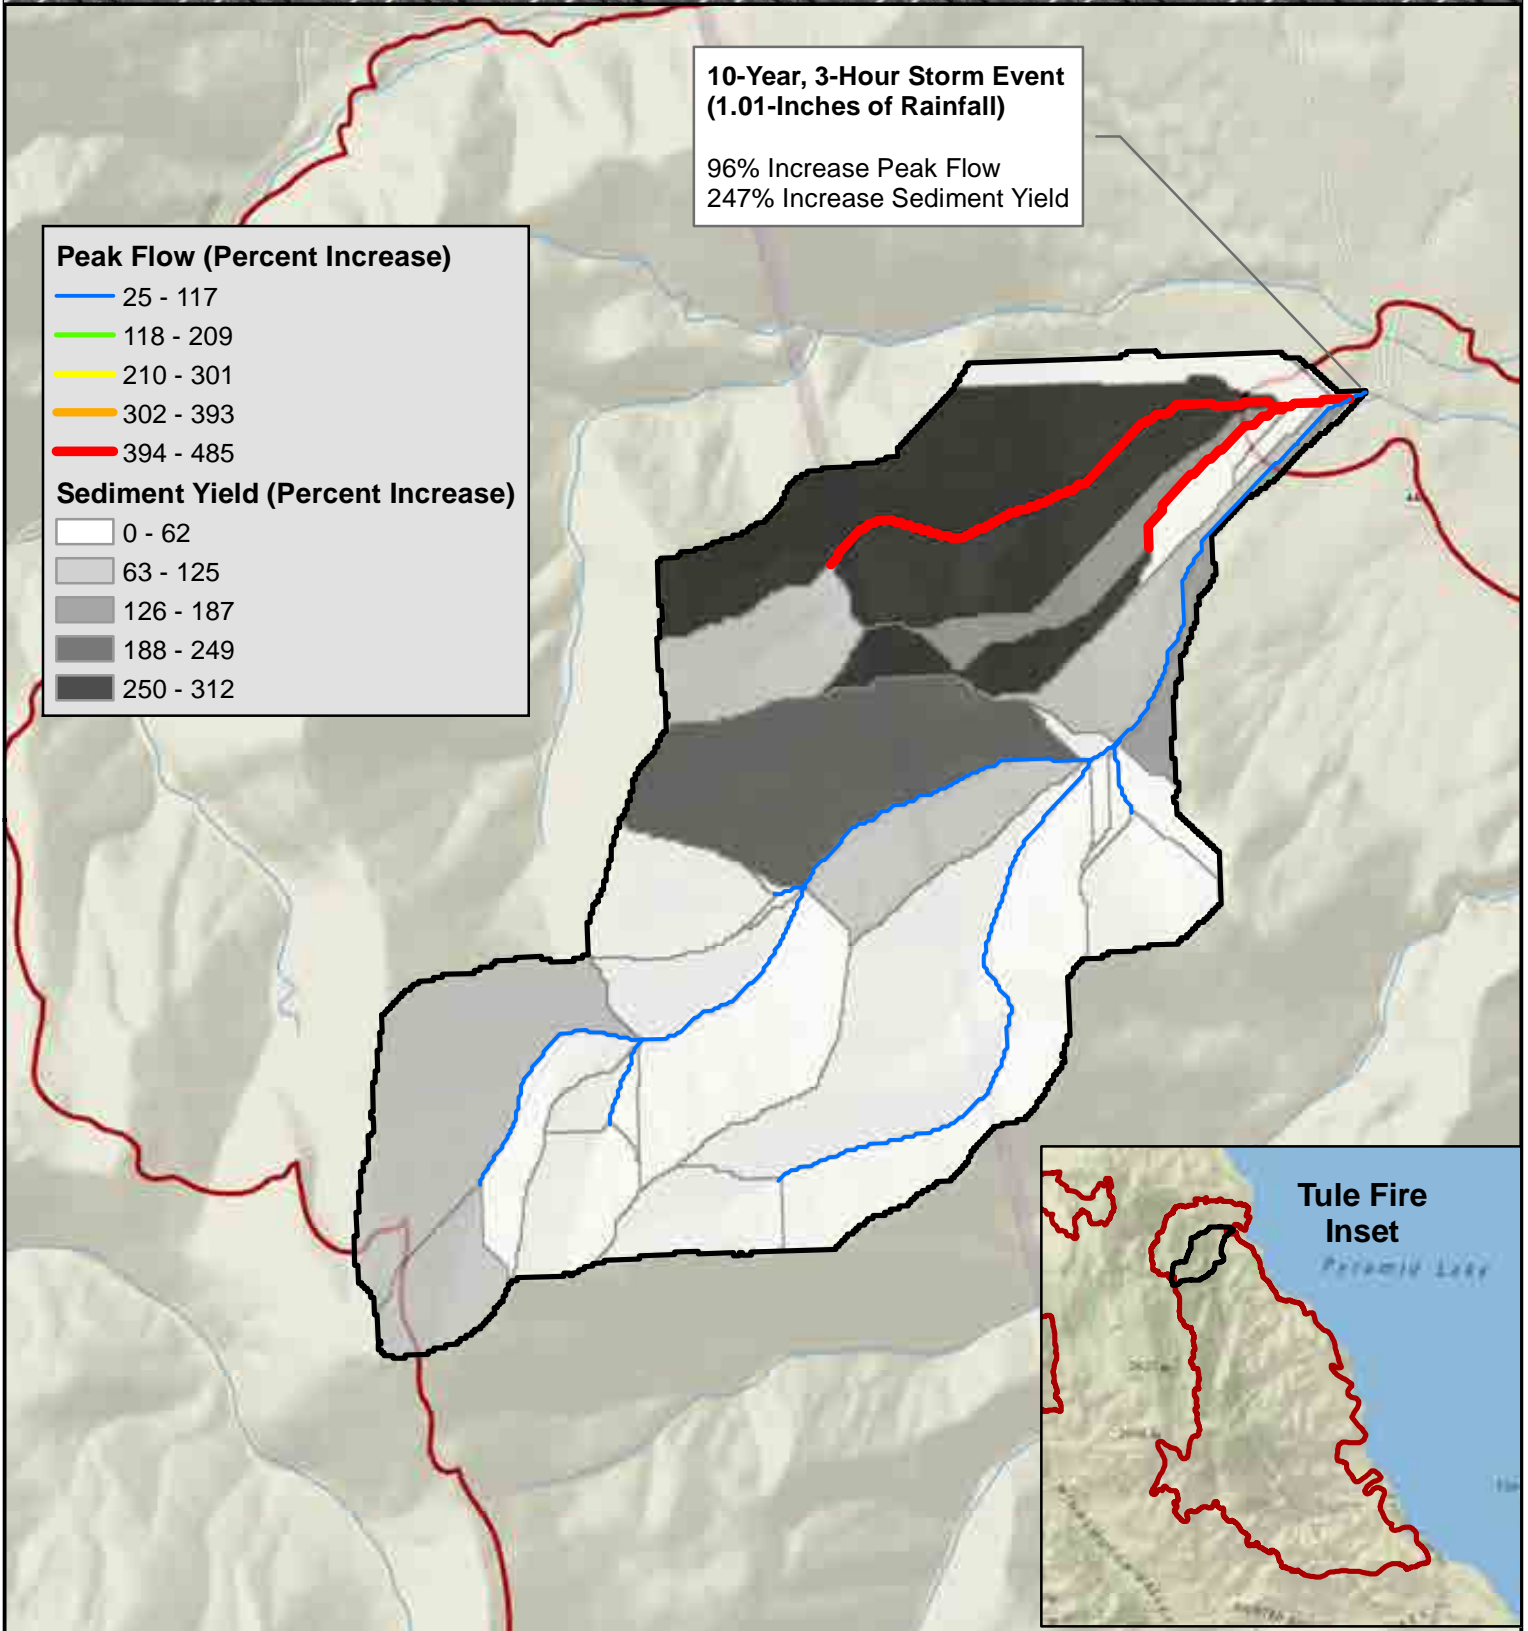 10-Year, 3-Hour Storm Event
(1.01-Inches of Rainfall)
96% Increase Peak Flow
247% Increase Sediment Yield
Peak Flow (Percent Increase)
25 - 117
118 - 209
210 - 301
302 - 393
394 - 485
Sediment Yield (Percent Increase)
0 - 62
63 - 125
126 - 187
188 - 249
250 - 312
Tule Fire
Inset
Pyramid Lake